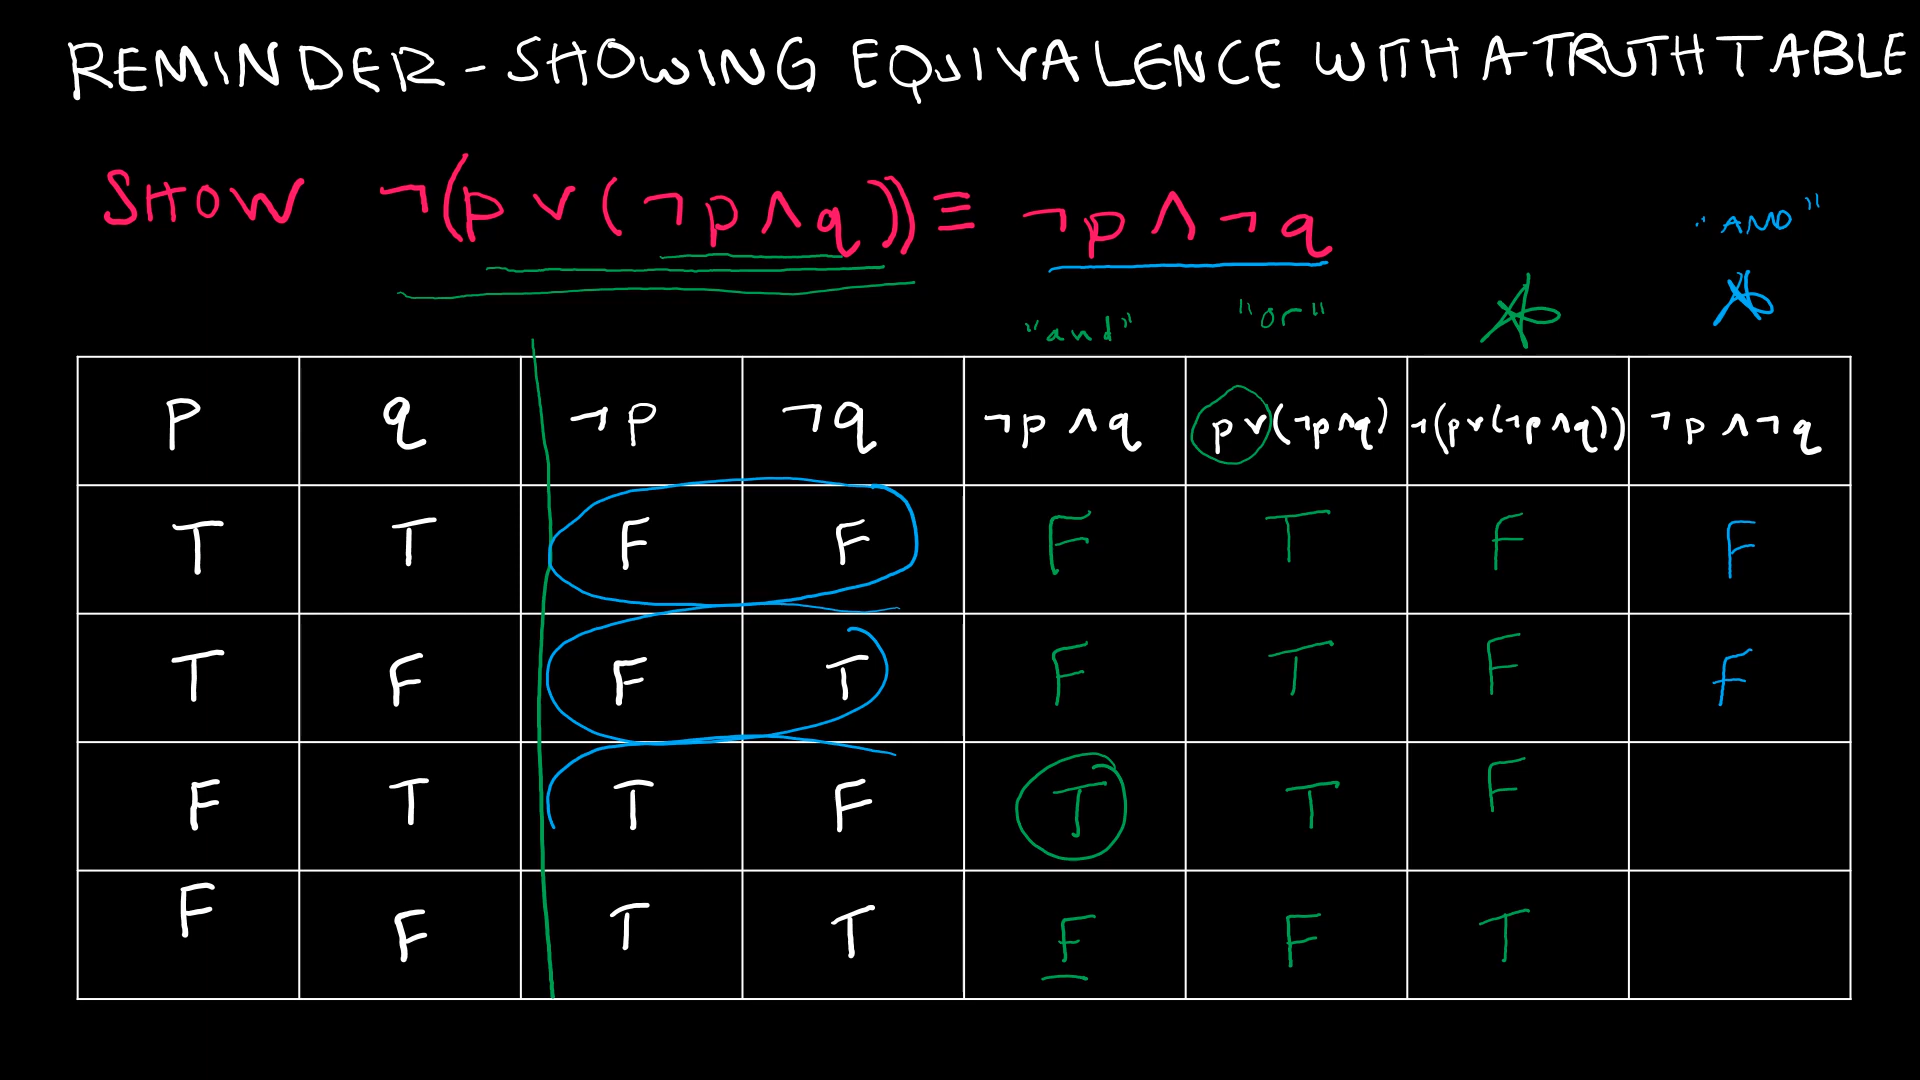 REMINDER - SHOWING EQUIVALENCE WITH A TRUTH TABLE
SHOW ¬(p ∨ (¬p ∧ q)) ≡ ¬p ∧ ¬q
"AND"
"and" "or"
p q ¬p ¬q ¬p ∧ q p ∨ (¬p ∧ q) ¬(p ∨ (¬p ∧ q)) ¬p ∧ ¬q
T T F F F T F F
T F F T F T F F
F T T F T T F
F F T T F F T